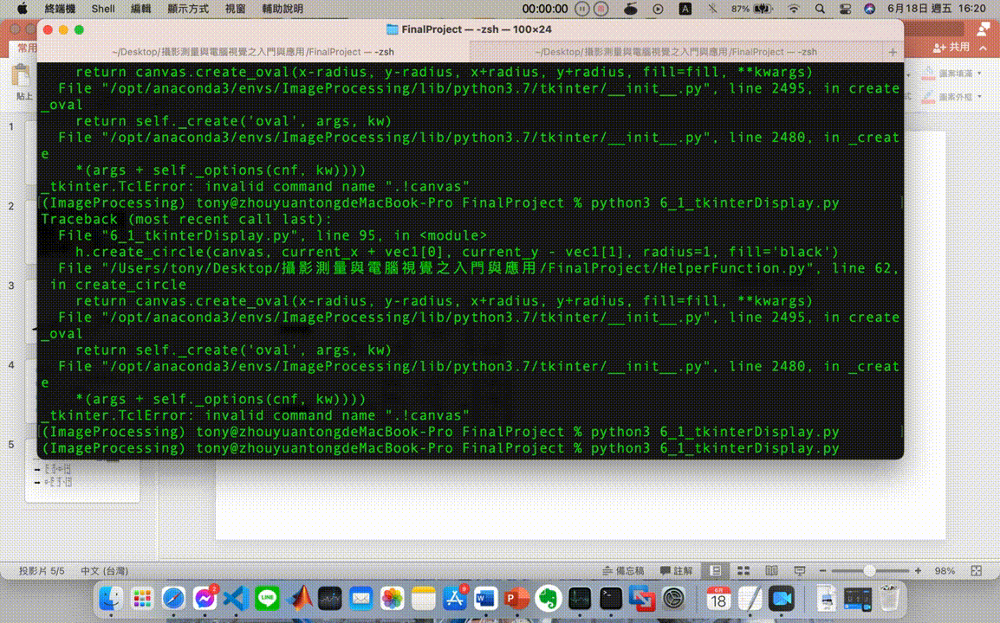 終端機 Shell 編輯 顯示方式 視窗 輔助說明 00:00:00 A 87% 6月18日 週五 16:20
FinalProject — -zsh — 100×24
~/Desktop/攝影測量與電腦視覺之入門與應用/FinalProject — -zsh
~/Desktop/攝影測量與電腦視覺之入門與應用/FinalProject — -zsh +
常用
共用
貼上
圖案填滿
圖案外框
return canvas.create_oval(x-radius, y-radius, x+radius, y+radius, fill=fill, **kwargs)
File "/opt/anaconda3/envs/ImageProcessing/lib/python3.7/tkinter/__init__.py", line 2495, in create
_oval
return self._create('oval', args, kw)
File "/opt/anaconda3/envs/ImageProcessing/lib/python3.7/tkinter/__init__.py", line 2480, in _creat
e
*(args + self._options(cnf, kw))))
_tkinter.TclError: invalid command name ".!canvas"
(ImageProcessing) tony@zhouyuantongdeMacBook-Pro FinalProject % python3 6_1_tkinterDisplay.py
Traceback (most recent call last):
File "6_1_tkinterDisplay.py", line 95, in <module>
h.create_circle(canvas, current_x + vec1[0], current_y - vec1[1], radius=1, fill='black')
File "/Users/tony/Desktop/攝影測量與電腦視覺之入門與應用/FinalProject/HelperFunction.py", line 62,
in create_circle
return canvas.create_oval(x-radius, y-radius, x+radius, y+radius, fill=fill, **kwargs)
File "/opt/anaconda3/envs/ImageProcessing/lib/python3.7/tkinter/__init__.py", line 2495, in create
_oval
return self._create('oval', args, kw)
File "/opt/anaconda3/envs/ImageProcessing/lib/python3.7/tkinter/__init__.py", line 2480, in _creat
e
*(args + self._options(cnf, kw))))
_tkinter.TclError: invalid command name ".!canvas"
(ImageProcessing) tony@zhouyuantongdeMacBook-Pro FinalProject % python3 6_1_tkinterDisplay.py
(ImageProcessing) tony@zhouyuantongdeMacBook-Pro FinalProject % python3 6_1_tkinterDisplay.py
1
2
3
4
5
投影片 5/5 中文 (台灣) 備忘稿 註解 98%
2
LINE
9
W
P
6月
18